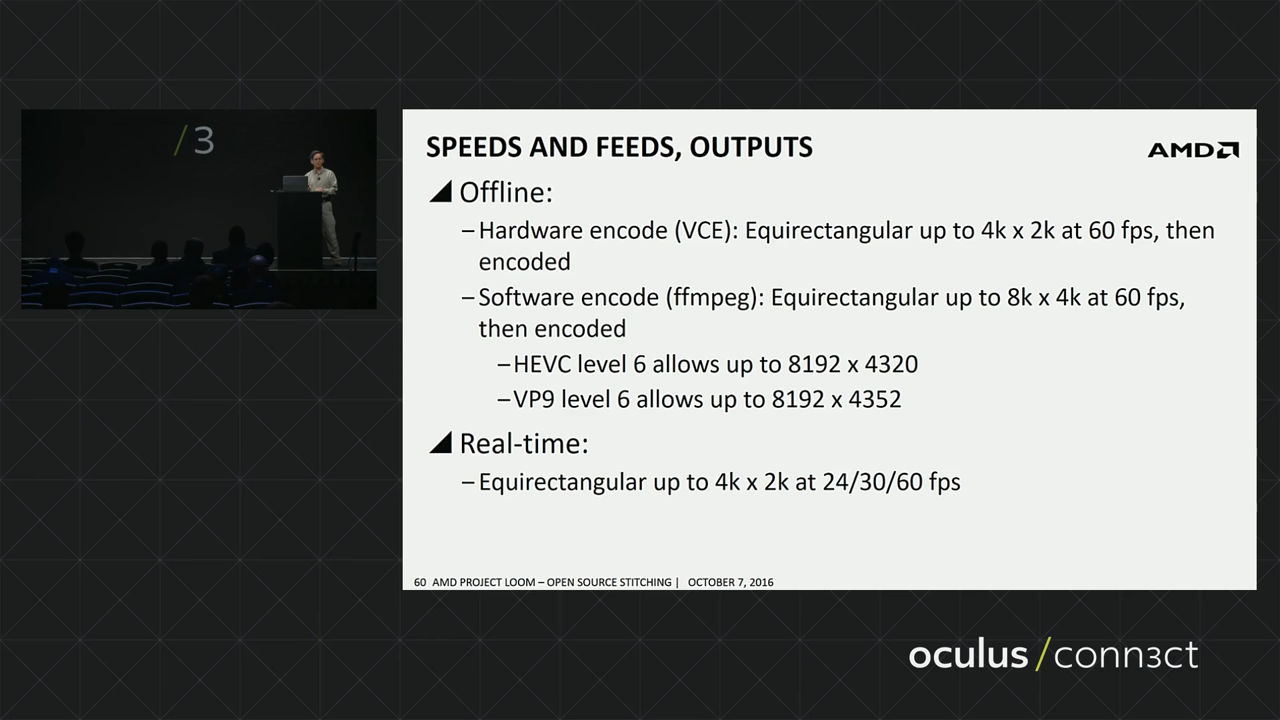 /3
SPEEDS AND FEEDS, OUTPUTS
AMD
Offline:
–Hardware encode (VCE): Equirectangular up to 4k x 2k at 60 fps, then
encoded
–Software encode (ffmpeg): Equirectangular up to 8k x 4k at 60 fps,
then encoded
–HEVC level 6 allows up to 8192 x 4320
–VP9 level 6 allows up to 8192 x 4352
Real-time:
–Equirectangular up to 4k x 2k at 24/30/60 fps
60 AMD PROJECT LOOM – OPEN SOURCE STITCHING | OCTOBER 7, 2016
oculus /conn3ct